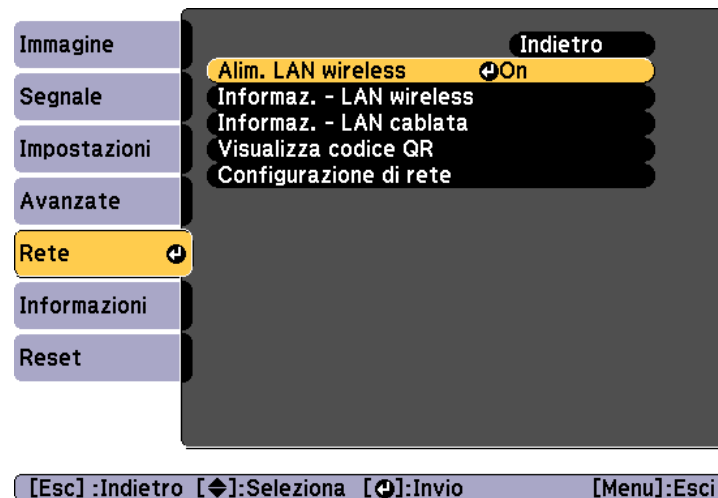 Immagine
Segnale
Impostazioni
Avanzate
Rete
Informazioni
Reset
Indietro
Alim. LAN wireless On
Informaz. - LAN wireless
Informaz. - LAN cablata
Visualizza codice QR
Configurazione di rete
[Esc] :Indietro [◆]:Seleziona [↵]:Invio [Menu]:Esci